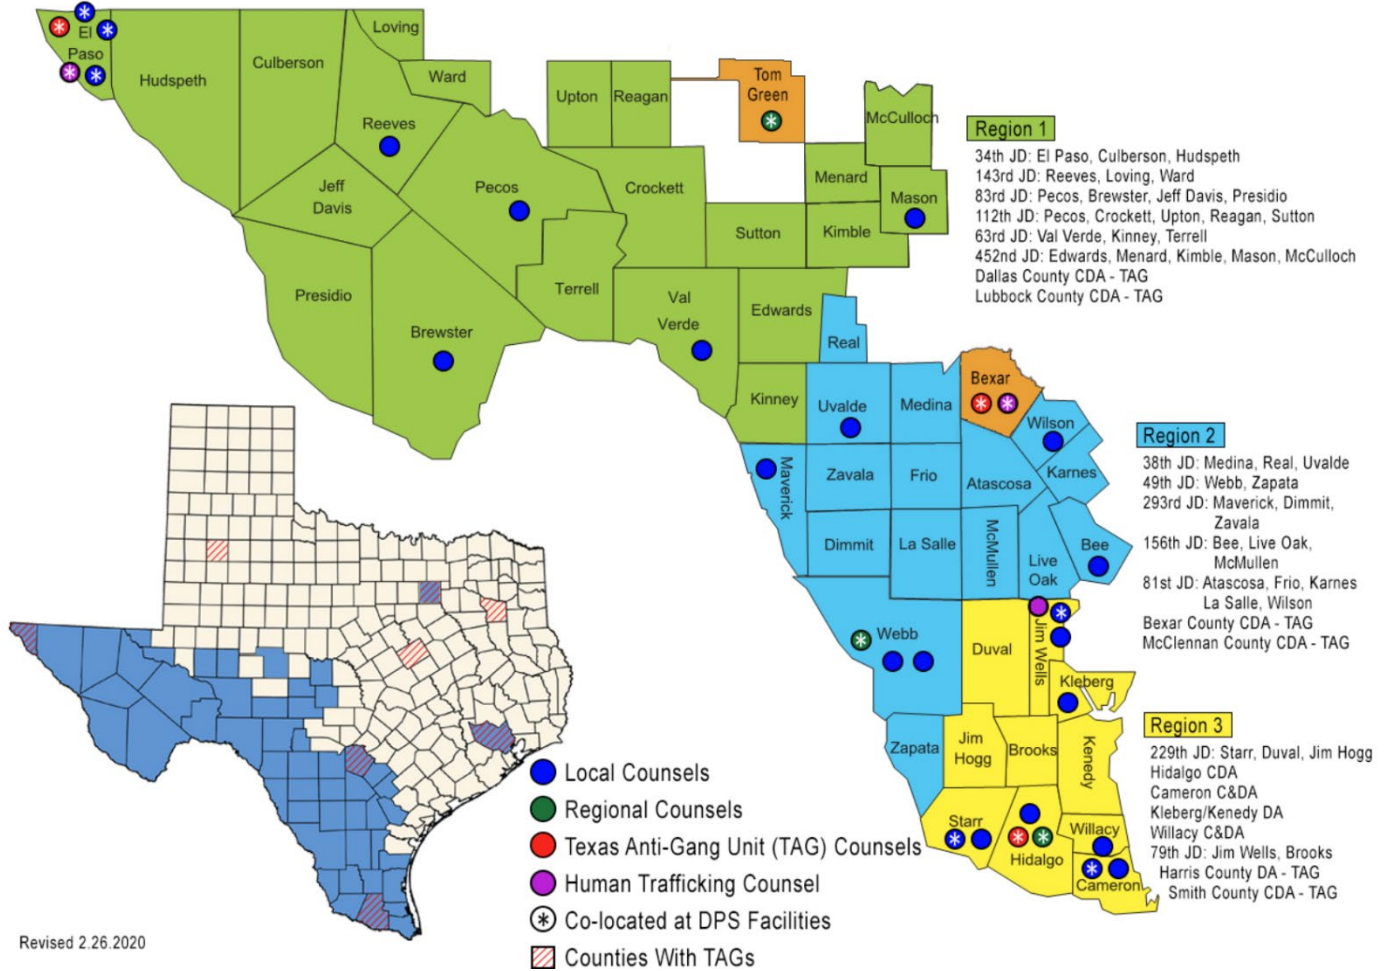 El
Paso
Hudspeth
Culberson
Loving
Ward
Reeves
Jeff
Davis
Pecos
Presidio
Brewster
Terrell
Upton
Reagan
Crockett
Tom
Green
McCulloch
Menard
Mason
Sutton
Kimble
Val
Verde
Edwards
Kinney
Region 1
34th JD: El Paso, Culberson, Hudspeth
143rd JD: Reeves, Loving, Ward
83rd JD: Pecos, Brewster, Jeff Davis, Presidio
112th JD: Pecos, Crockett, Upton, Reagan, Sutton
63rd JD: Val Verde, Kinney, Terrell
452nd JD: Edwards, Menard, Kimble, Mason, McCulloch
Dallas County CDA - TAG
Lubbock County CDA - TAG
Real
Uvalde
Medina
Bexar
Wilson
Maverick
Zavala
Frio
Atascosa
Karnes
Dimmit
La Salle
McMullen
Live
Oak
Bee
Webb
Zapata
Region 2
38th JD: Medina, Real, Uvalde
49th JD: Webb, Zapata
293rd JD: Maverick, Dimmit,
Zavala
156th JD: Bee, Live Oak,
McMullen
81st JD: Atascosa, Frio, Karnes
La Salle, Wilson
Bexar County CDA - TAG
McClennan County CDA - TAG
Duval
Jim Wells
Kleberg
Jim
Hogg
Brooks
Kenedy
Starr
Hidalgo
Willacy
Cameron
Region 3
229th JD: Starr, Duval, Jim Hogg
Hidalgo CDA
Cameron C&DA
Kleberg/Kenedy DA
Willacy C&DA
79th JD: Jim Wells, Brooks
Harris County DA - TAG
Smith County CDA - TAG
Local Counsels
Regional Counsels
Texas Anti-Gang Unit (TAG) Counsels
Human Trafficking Counsel
Co-located at DPS Facilities
Counties With TAGs
Revised 2.26.2020